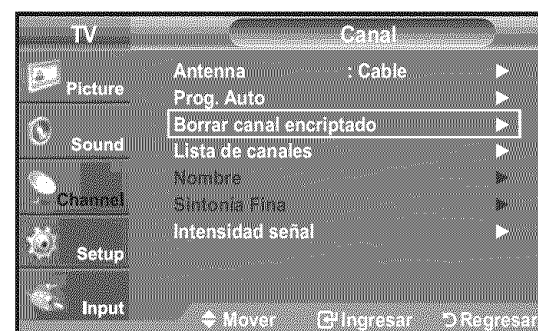 TV
Canal
Picture
Sound
Channel
Setup
Input
Antenna : Cable
Prog. Auto
Borrar canal encriptado
Lista de canales
Nombre
Sintonía Fina
Intensidad señal
Mover Ingresar Regresar